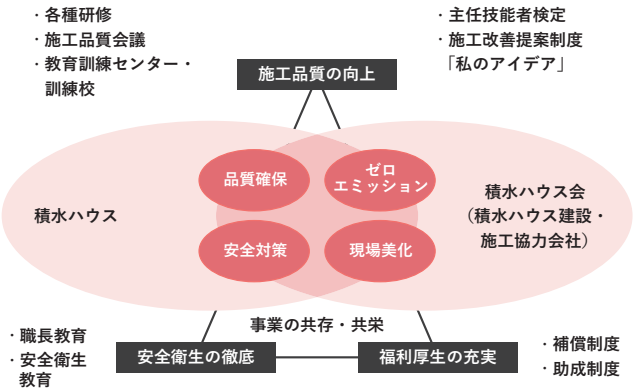 ・各種研修
・施工品質会議
・教育訓練センター・
訓練校
・主任技能者検定
・施工改善提案制度
「私のアイデア」
施工品質の向上
品質確保
ゼロ
エミッション
積水ハウス
積水ハウス会
（積水ハウス建設・
施工協力会社）
安全対策
現場美化
事業の共存・共栄
・職長教育
・安全衛生
教育
安全衛生の徹底
福利厚生の充実
・補償制度
・助成制度